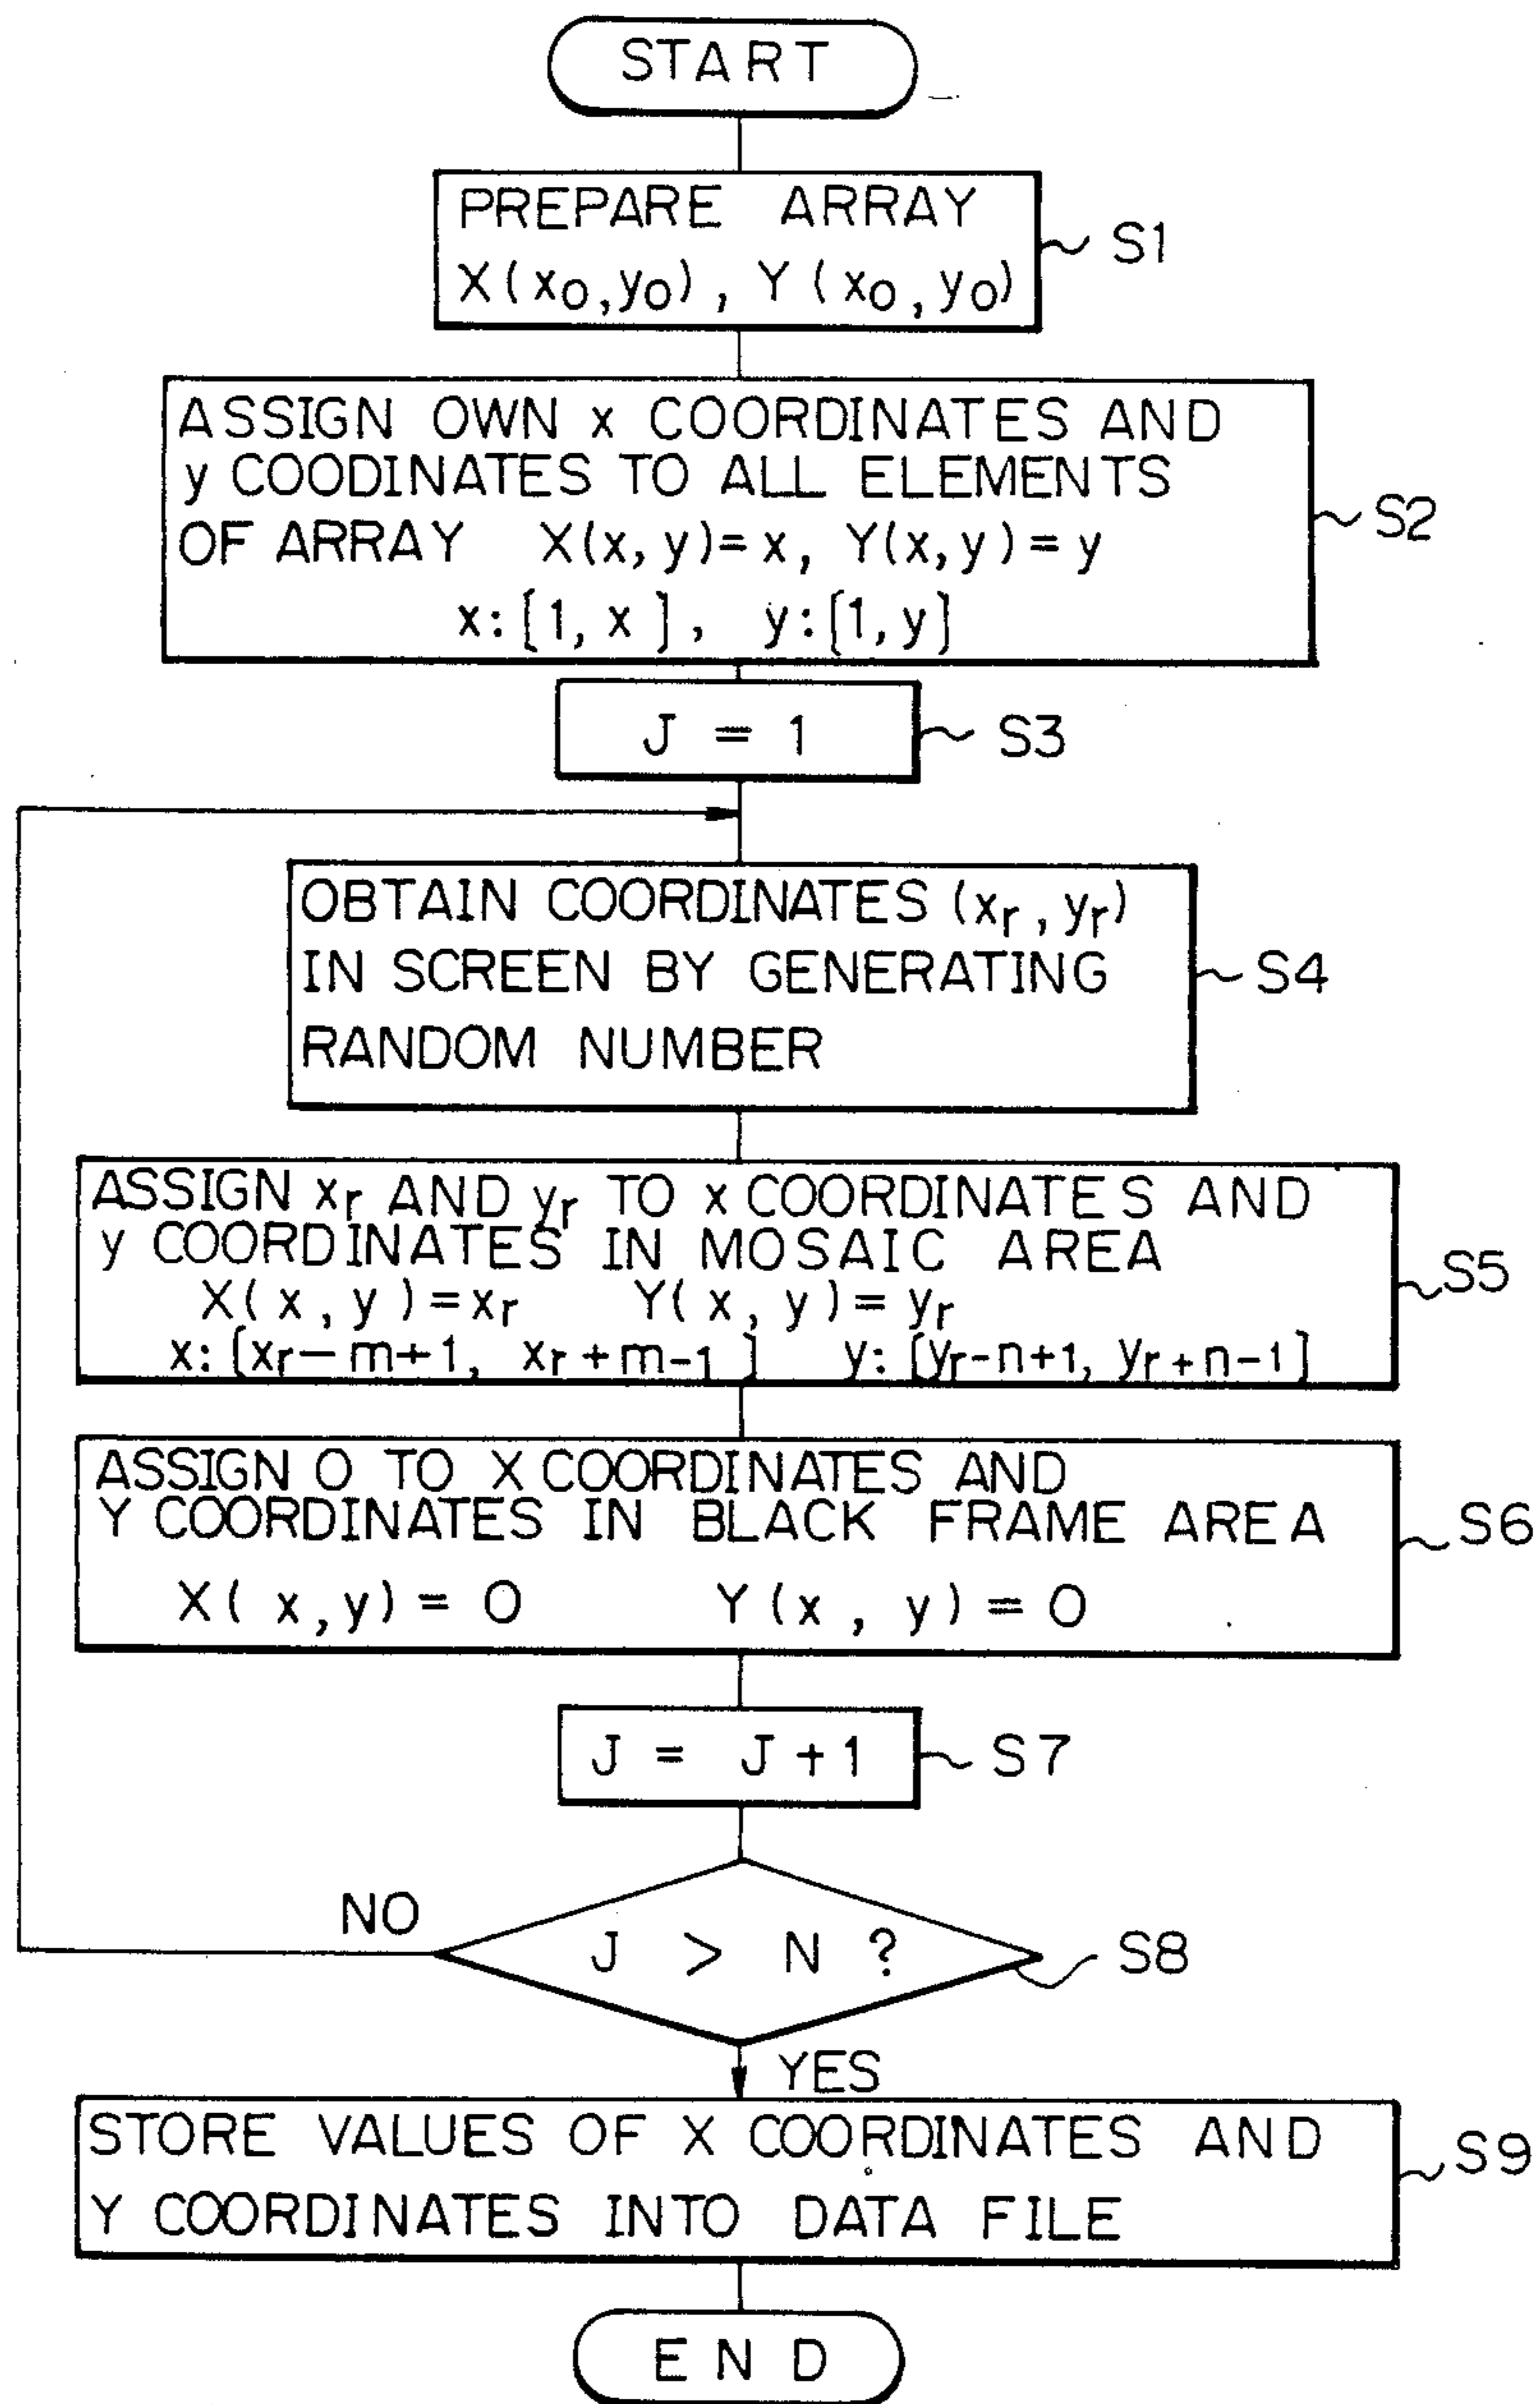 START
PREPARE ARRAY
X(x₀,y₀), Y(x₀,y₀)
S1
ASSIGN OWN x COORDINATES AND
y COODINATES TO ALL ELEMENTS
OF ARRAY X(x,y)=x, Y(x,y)=y
x:[1,x], y:[1,y]
S2
J = 1
S3
OBTAIN COORDINATES (xᵣ,yᵣ)
IN SCREEN BY GENERATING
RANDOM NUMBER
S4
ASSIGN xᵣ AND yᵣ TO x COORDINATES AND
y COORDINATES IN MOSAIC AREA
X(x,y)=xᵣ Y(x,y)=yᵣ
x:[xᵣ-m+1, xᵣ+m-1] y:[yᵣ-n+1, yᵣ+n-1]
S5
ASSIGN 0 TO X COORDINATES AND
Y COORDINATES IN BLACK FRAME AREA
X(x,y)=0 Y(x,y)=0
S6
J = J+1
S7
NO
J > N ?
S8
YES
STORE VALUES OF X COORDINATES AND
Y COORDINATES INTO DATA FILE
S9
END